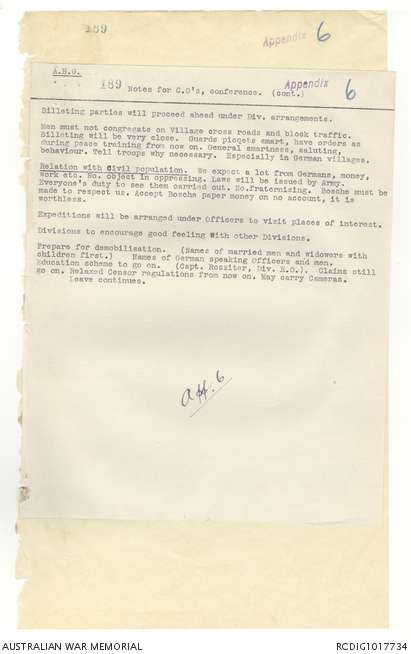 189
Appendix 6
A.H.Q.
189 Notes for C.O's, conference. (cont.) Appendix 6
Billeting parties will proceed ahead under Div. arrangements.
Men must not congregate on Village cross roads and block traffic.
Billeting will be very close. Guards picqets smart, have orders as
during peace training from now on. General smartness, saluting,
behaviour. Tell troops why necessary. Especially in German villages.
Relation with Civil population. We expect a lot from Germans, money,
work etc. No. object in oppressing. Laws will be issued by Army.
Everyone's duty to see them carried out. No.fraternising. Bosche must be
made to respect us. Accept Bosche paper money on no account, it is
worthless.
Expeditions will be arranged under officers to visit places of interest.
Divisions to encourage good feeling with other Divisions.
Prepare for demobilisation. (Names of married men and widowers with
children first.) Names of German speaking Officers and men.
Education scheme to go on. (Capt. Rossiter, Div. E.O.). Claims still
go on. Relaxed Censor regulations from now on. May carry Cameras.
Leave continues.
App. 6
AUSTRALIAN WAR MEMORIAL
RCDIG1017734